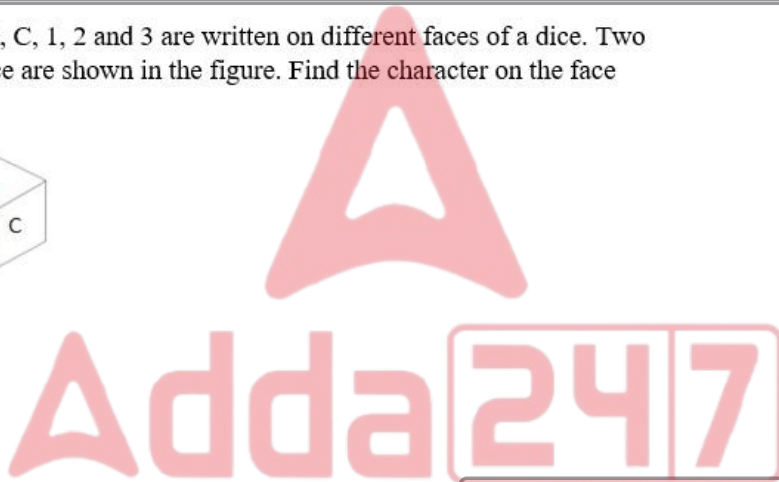 , C, 1, 2 and 3 are written on different faces of a dice. Two
e are shown in the figure. Find the character on the face
C
Adda247